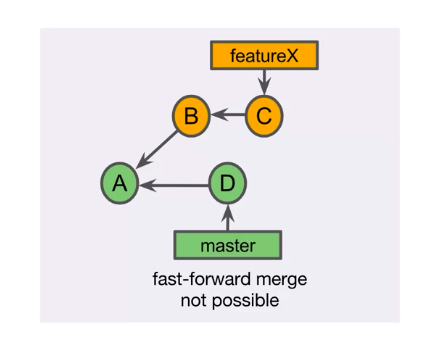 featureX
B
C
A
D
master
fast-forward merge
not possible